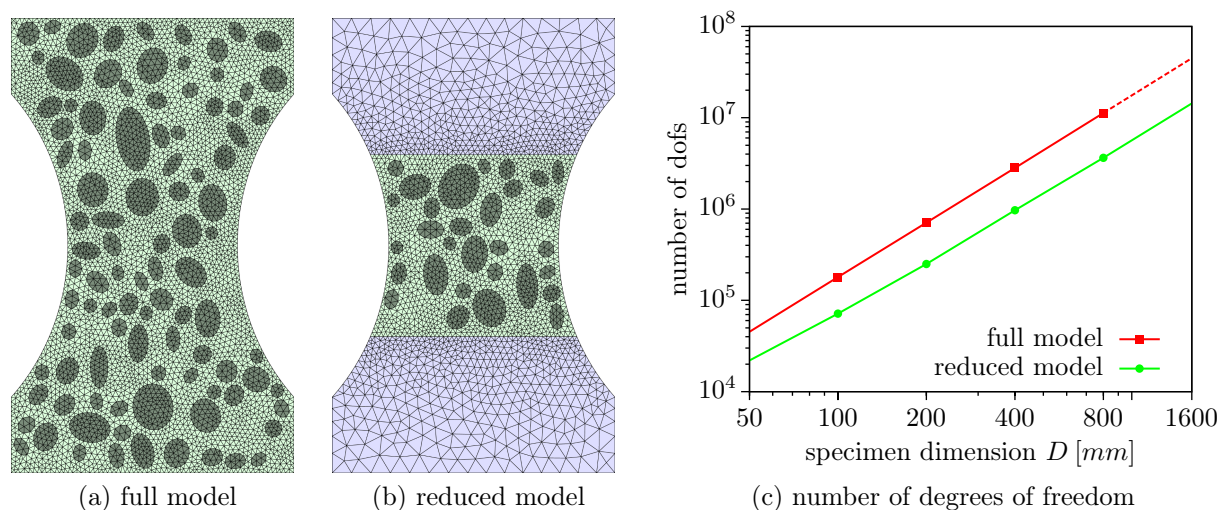 10^8
10^7
10^6
10^5
10^4
number of dofs
full model
reduced model
50 100 200 400 800 1600
specimen dimension D [mm]
(a) full model
(b) reduced model
(c) number of degrees of freedom